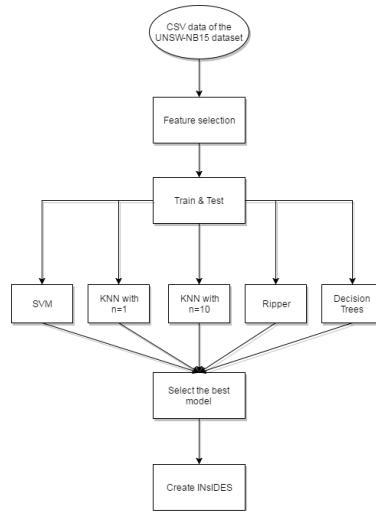 CSV data of the
UNSW-NB15 dataset
Feature selection
Train & Test
SVM
KNN with
n=1
KNN with
n=10
Ripper
Decision
Trees
Select the best
model
Create INsIDES